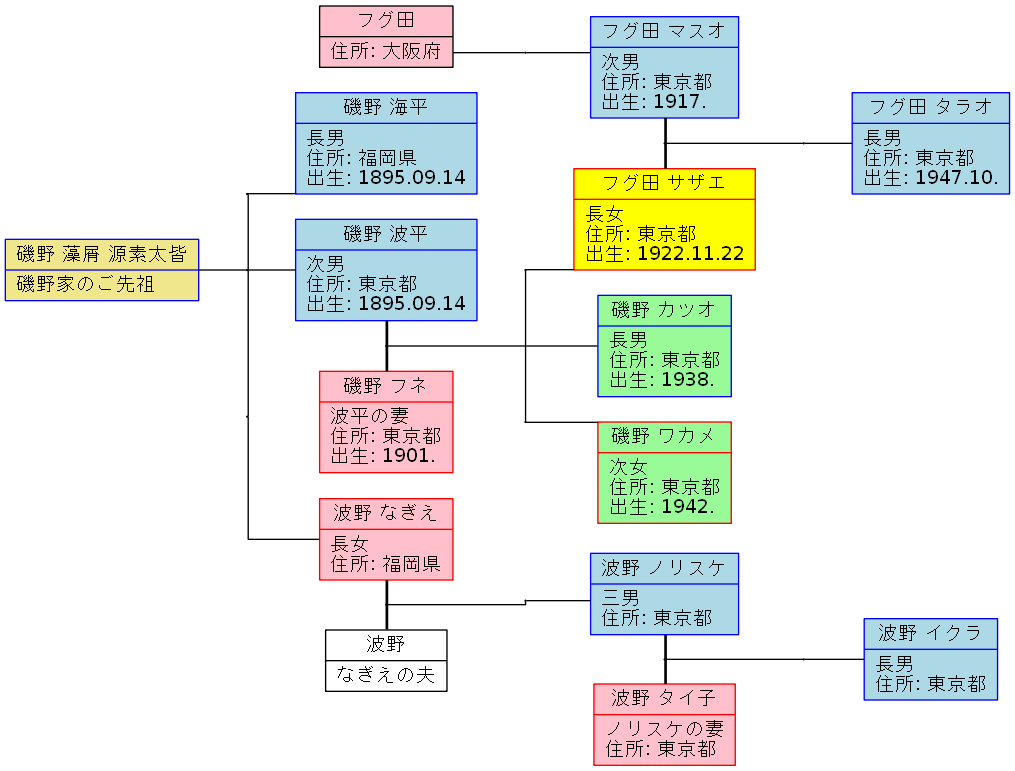 フグ田
住所: 大阪府
フグ田 マスオ
次男
住所: 東京都
出生: 1917.
磯野 海平
長男
住所: 福岡県
出生: 1895.09.14
フグ田 タラオ
長男
住所: 東京都
出生: 1947.10.
フグ田 サザエ
長女
住所: 東京都
出生: 1922.11.22
磯野 藻屑 源素太皆
磯野家のご先祖
磯野 波平
次男
住所: 東京都
出生: 1895.09.14
磯野 カツオ
長男
住所: 東京都
出生: 1938.
磯野 フネ
波平の妻
住所: 東京都
出生: 1901.
磯野 ワカメ
次女
住所: 東京都
出生: 1942.
波野 なぎえ
長女
住所: 福岡県
波野 ノリスケ
三男
住所: 東京都
波野
なぎえの夫
波野 イクラ
長男
住所: 東京都
波野 タイ子
ノリスケの妻
住所: 東京都